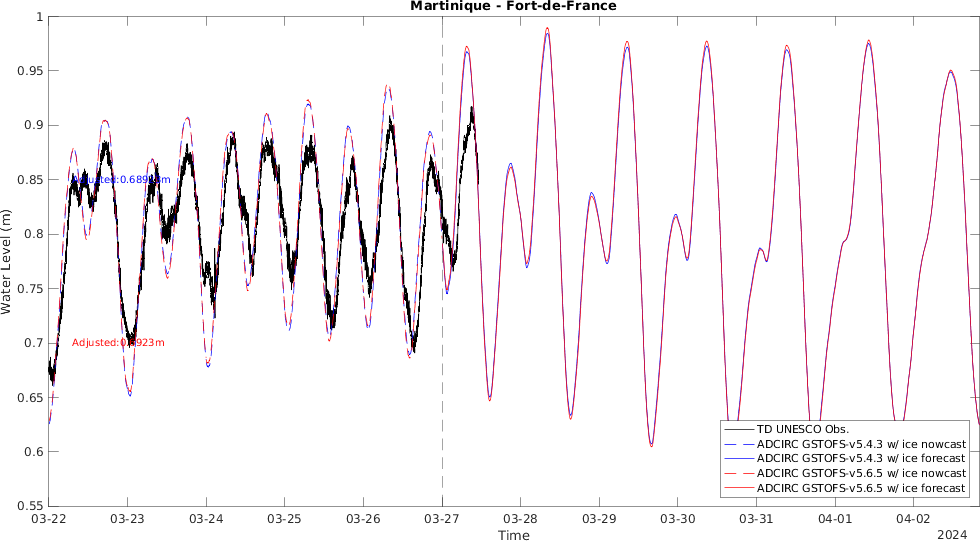 Martinique - Fort-de-France
Water Level (m)
1
0.95
0.9
0.85
0.8
0.75
0.7
0.65
0.6
0.55
Adjusted:0.3923m
TD UNESCO Obs.
ADCIRC GSTOFS-v5.4.3 w/ ice nowcast
ADCIRC GSTOFS-v5.4.3 w/ ice forecast
ADCIRC GSTOFS-v5.6.5 w/ ice nowcast
ADCIRC GSTOFS-v5.6.5 w/ ice forecast
03-22 03-23 03-24 03-25 03-26 03-27 03-28 03-29 03-30 03-31 04-01 04-02
Time
2024